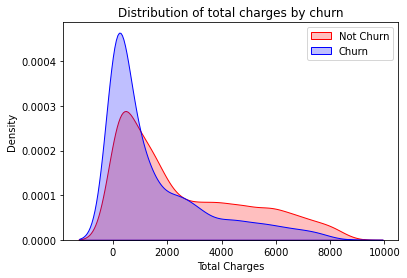 Distribution of total charges by churn
Not Churn
Churn
Density
0.0004
0.0003
0.0002
0.0001
0.0000
0
2000
4000
6000
8000
10000
Total Charges